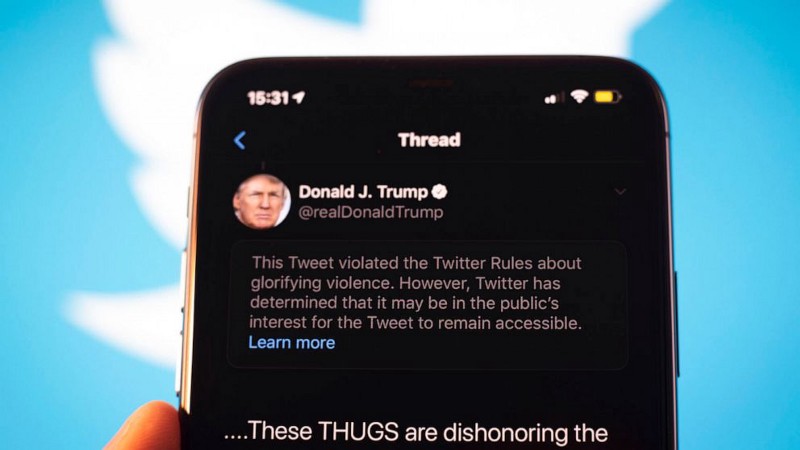 15:31
Thread
Donald J. Trump
@realDonaldTrump
This Tweet violated the Twitter Rules about
glorifying violence. However, Twitter has
determined that it may be in the public’s
interest for the Tweet to remain accessible.
Learn more
....These THUGS are dishonoring the